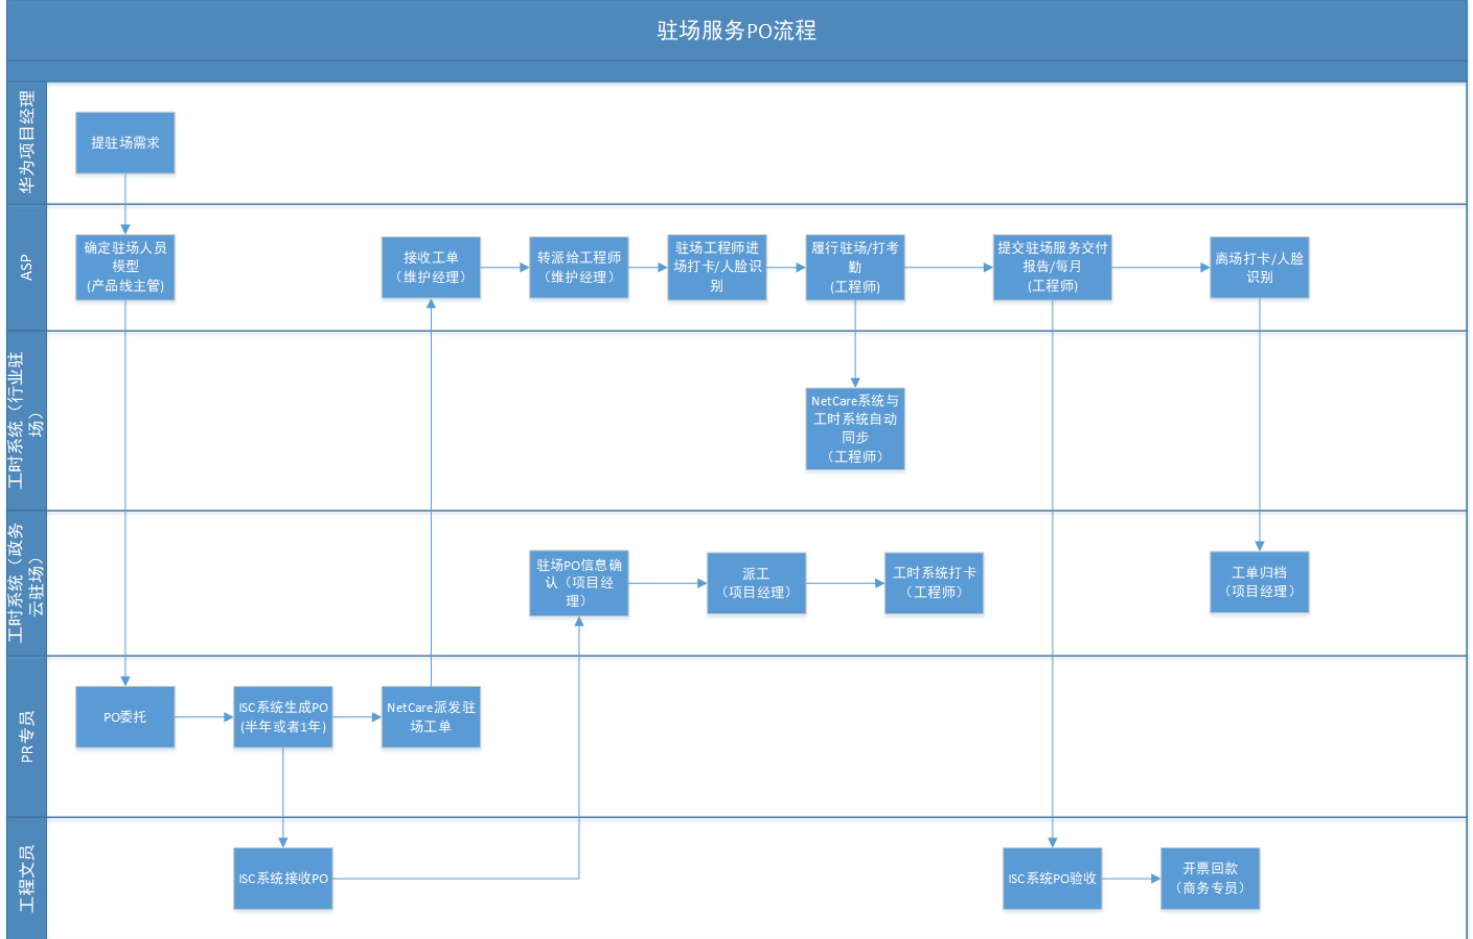 驻场服务PO流程
华为项目经理
提驻场需求
ASP
确定驻场人员
模型
(产品线主管)
接收工单
（维护经理）
转派给工程师
（维护经理）
驻场工程师进
场打卡/人脸识
别
履行驻场/打考
勤
(工程师)
提交驻场服务交付
报告/每月
(工程师)
离场打卡/人脸
识别
工时系统（行业驻
场）
NetCare系统与
工时系统自动
同步
（工程师）
工时系统（政务
云驻场）
驻场PO信息确
认（项目经
理）
派工
（项目经理）
工时系统打卡
（工程师）
工单归档
（项目经理）
PR专员
PO委托
ISC系统生成PO
(半年或者1年)
NetCare派发驻
场工单
工程文员
ISC系统接收PO
ISC系统PO验收
开票回款
（商务专员）